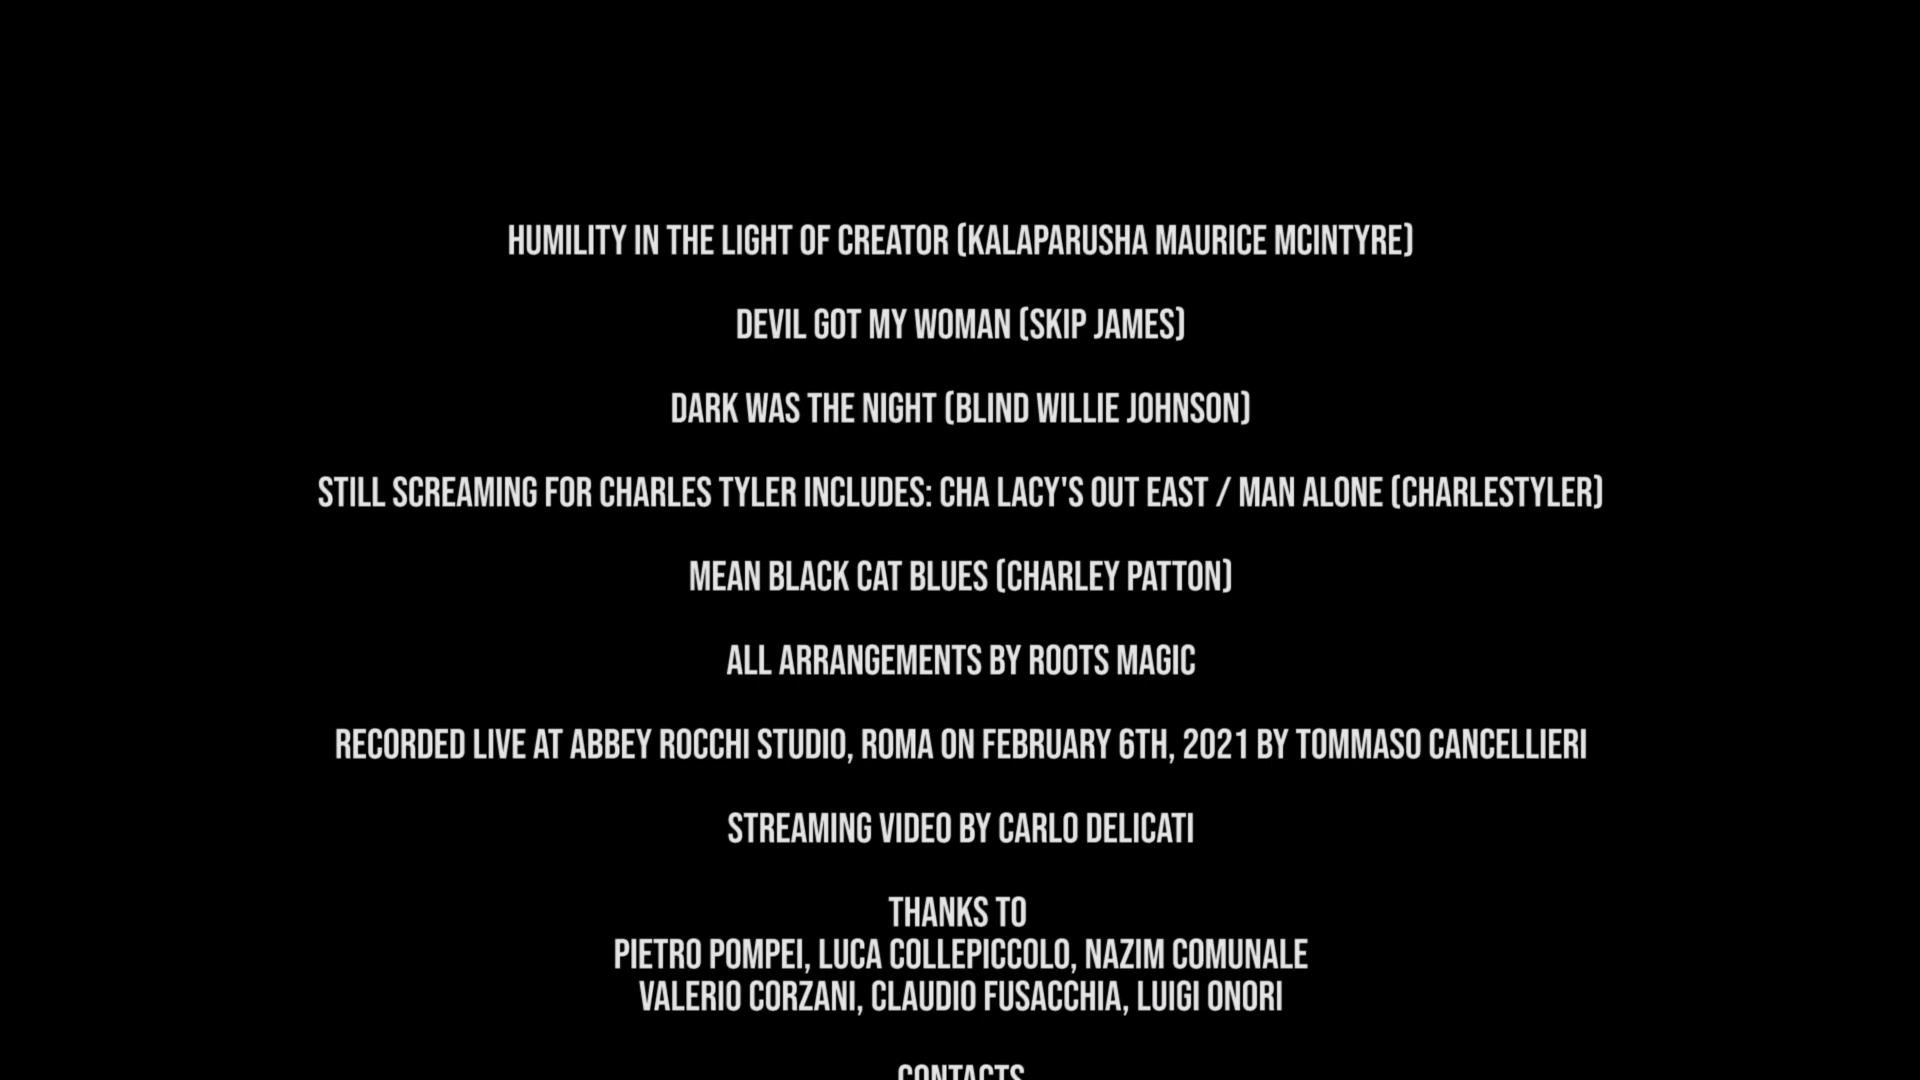 HUMILITY IN THE LIGHT OF CREATOR (KALAPARUSHA MAURICE MCINTYRE)
DEVIL GOT MY WOMAN (SKIP JAMES)
DARK WAS THE NIGHT (BLIND WILLIE JOHNSON)
STILL SCREAMING FOR CHARLES TYLER INCLUDES: CHA LACY'S OUT EAST / MAN ALONE (CHARLESTYLER)
MEAN BLACK CAT BLUES (CHARLEY PATTON)
ALL ARRANGEMENTS BY ROOTS MAGIC
RECORDED LIVE AT ABBEY ROCCHI STUDIO, ROMA ON FEBRUARY 6TH, 2021 BY TOMMASO CANCELLIERI
STREAMING VIDEO BY CARLO DELICATI
THANKS TO
PIETRO POMPEI, LUCA COLLEPICCOLO, NAZIM COMUNALE
VALERIO CORZANI, CLAUDIO FUSACCHIA, LUIGI ONORI
CONTACTS